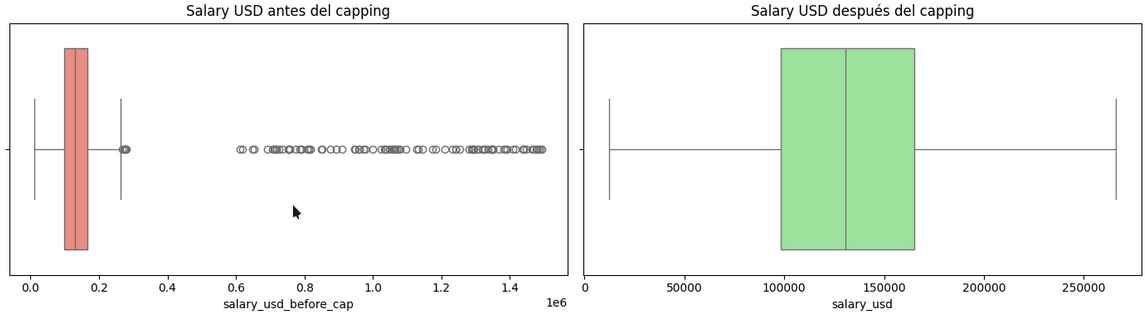 Salary USD antes del capping
0.0 0.2 0.4 0.6 0.8 1.0 1.2 1.4
1e6
salary_usd_before_cap
Salary USD después del capping
0 50000 100000 150000 200000 250000
salary_usd